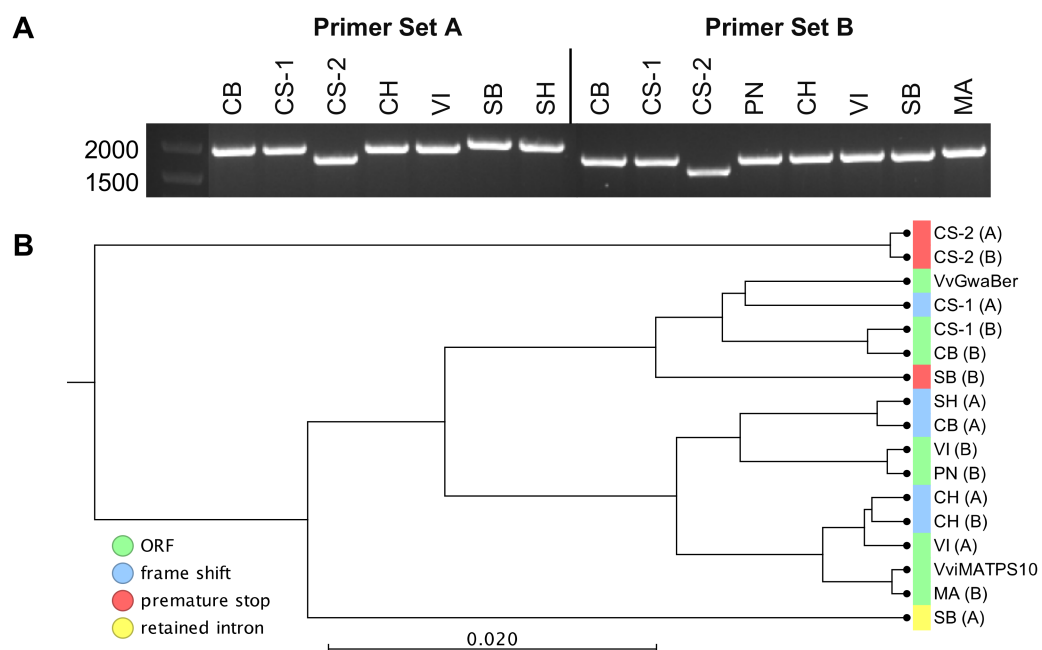 A
Primer Set A
Primer Set B
CB
CS-1
CS-2
CH
VI
SB
SH
CB
CS-1
CS-2
PN
CH
VI
SB
MA
2000
1500
B
CS-2 (A)
CS-2 (B)
VvGwaBer
CS-1 (A)
CS-1 (B)
CB (B)
SB (B)
SH (A)
CB (A)
VI (B)
PN (B)
CH (A)
CH (B)
VI (A)
VviMATPS10
MA (B)
SB (A)
ORF
frame shift
premature stop
retained intron
0.020